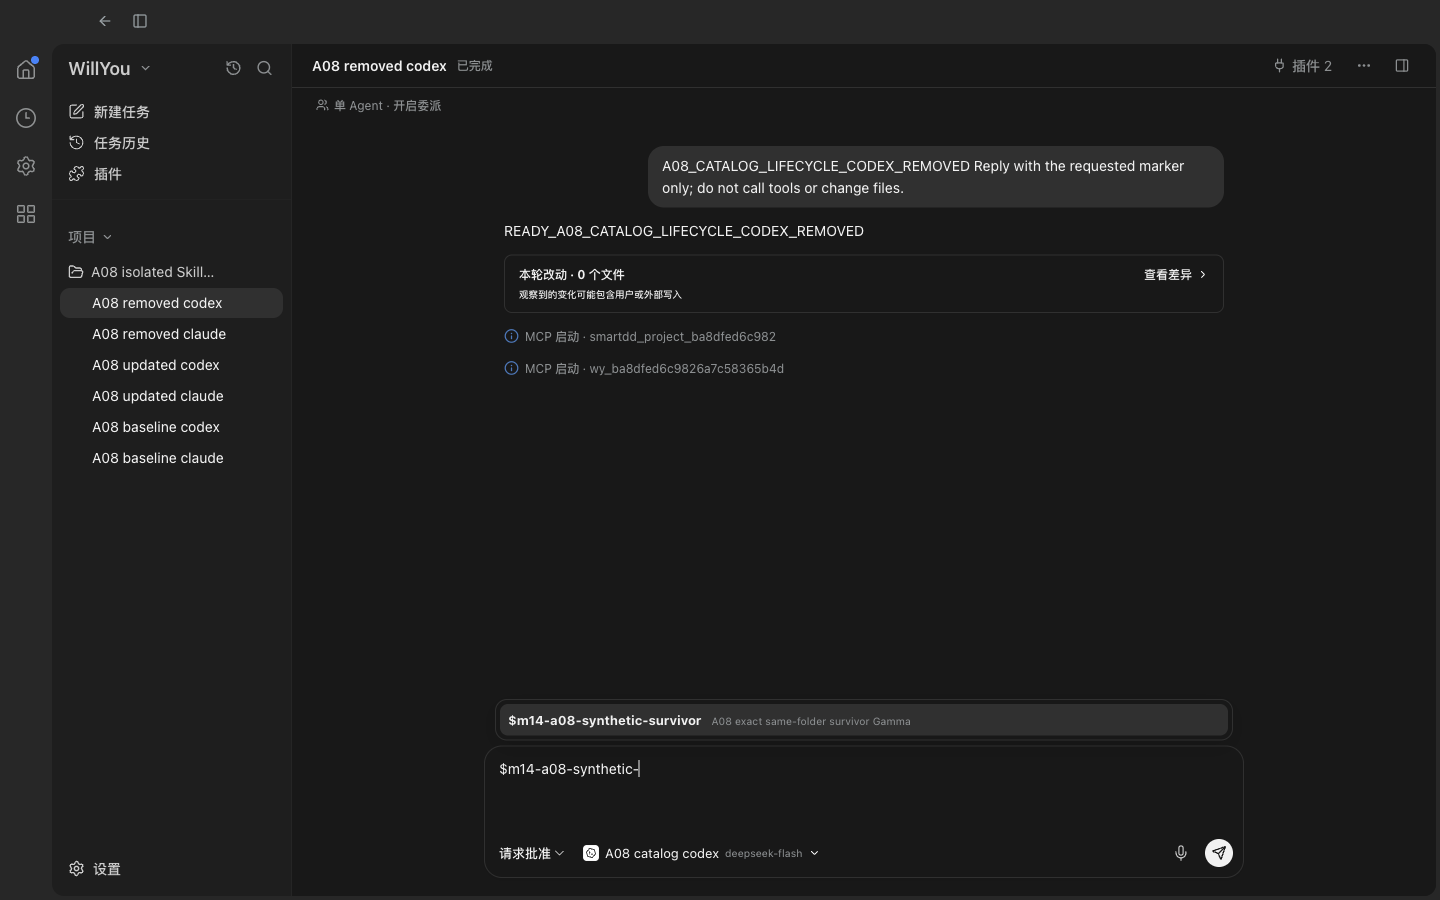 WillYou
新建任务
任务历史
插件
项目
A08 isolated Skill...
A08 removed codex
A08 removed claude
A08 updated codex
A08 updated claude
A08 baseline codex
A08 baseline claude
设置
A08 removed codex 已完成
插件 2
单 Agent · 开启委派
A08_CATALOG_LIFECYCLE_CODEX_REMOVED Reply with the requested marker
only; do not call tools or change files.
READY_A08_CATALOG_LIFECYCLE_CODEX_REMOVED
本轮改动 · 0 个文件 查看差异
观察到的变化可能包含用户或外部写入
MCP 启动 · smartdd_project_ba8dfed6c982
MCP 启动 · wy_ba8dfed6c9826a7c58365b4d
$m14-a08-synthetic-survivor A08 exact same-folder survivor Gamma
$m14-a08-synthetic-
请求批准 A08 catalog codex deepseek-flash